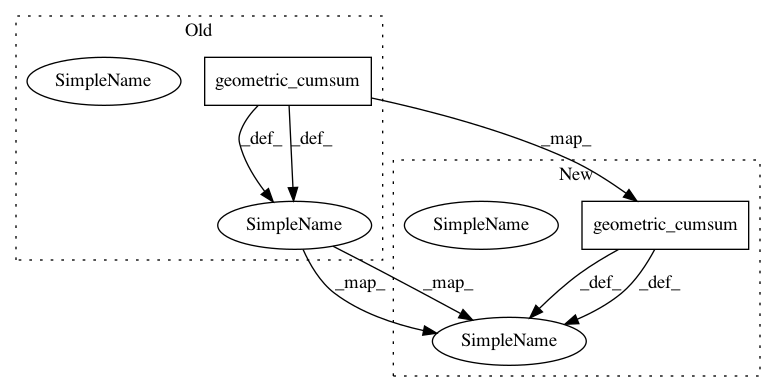 Old
SimpleName
geometric_cumsum
_def_
_def_
_map_
New
SimpleName
SimpleName
geometric_cumsum
_map_
_map_
_def_
_def_
SimpleName